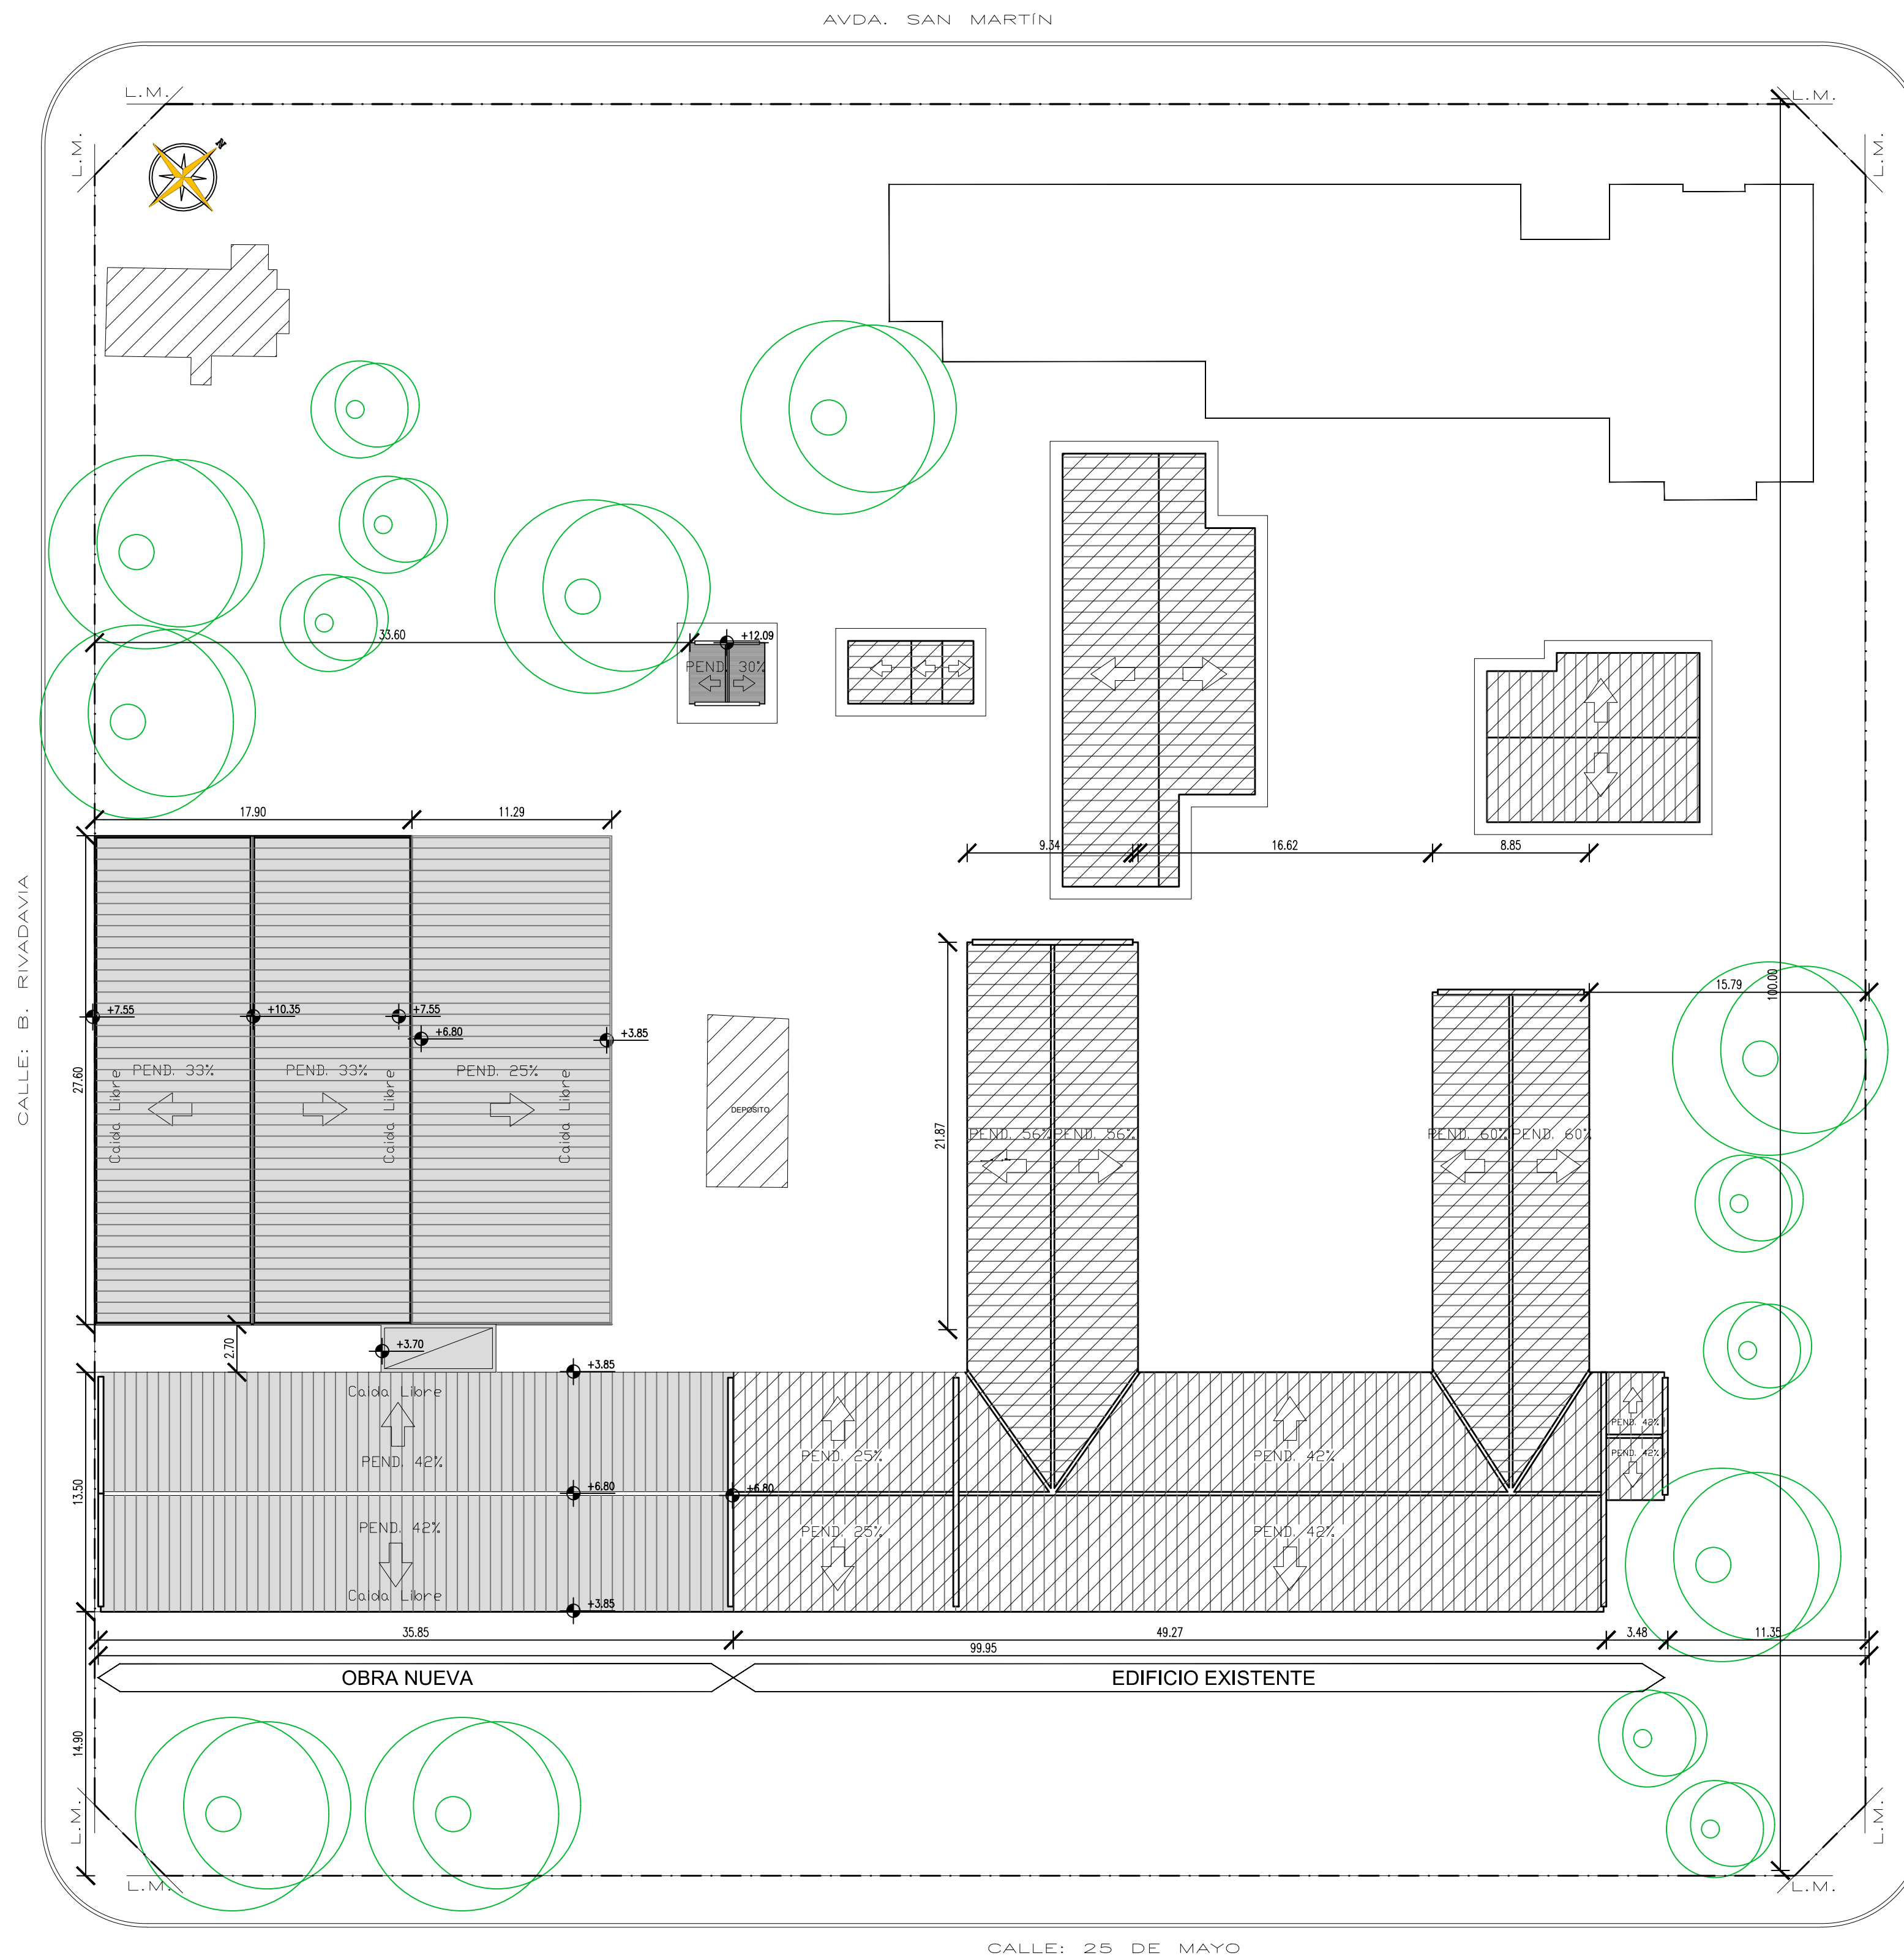 AVDA. SAN MARTÍN
L.M.
L.M.
L.M.
L.M.
N
33.60
+12.09
PEND. 30%
17.90
11.29
9.34
16.62
8.85
CALLE: B. RIVADAVIA
15.79
100.00
+7.55
+10.35
+7.55
+6.80
+3.85
27.60
PEND. 33%
PEND. 33%
PEND. 25%
Caida Libre
Caida Libre
Caida Libre
DEPOSITO
21.87
PEND. 56%
PEND. 56%
PEND. 60%
PEND. 60%
2.70
+3.70
+3.85
Caida Libre
PEND. 42%
PEND. 25%
PEND. 42%
PEND. 42%
PEND. 42%
13.50
+6.80
+6.80
PEND. 42%
PEND. 25%
PEND. 42%
Caida Libre
+3.85
35.85
49.27
3.48
11.35
99.95
OBRA NUEVA
EDIFICIO EXISTENTE
14.90
L.M.
L.M.
L.M.
L.M.
CALLE: 25 DE MAYO